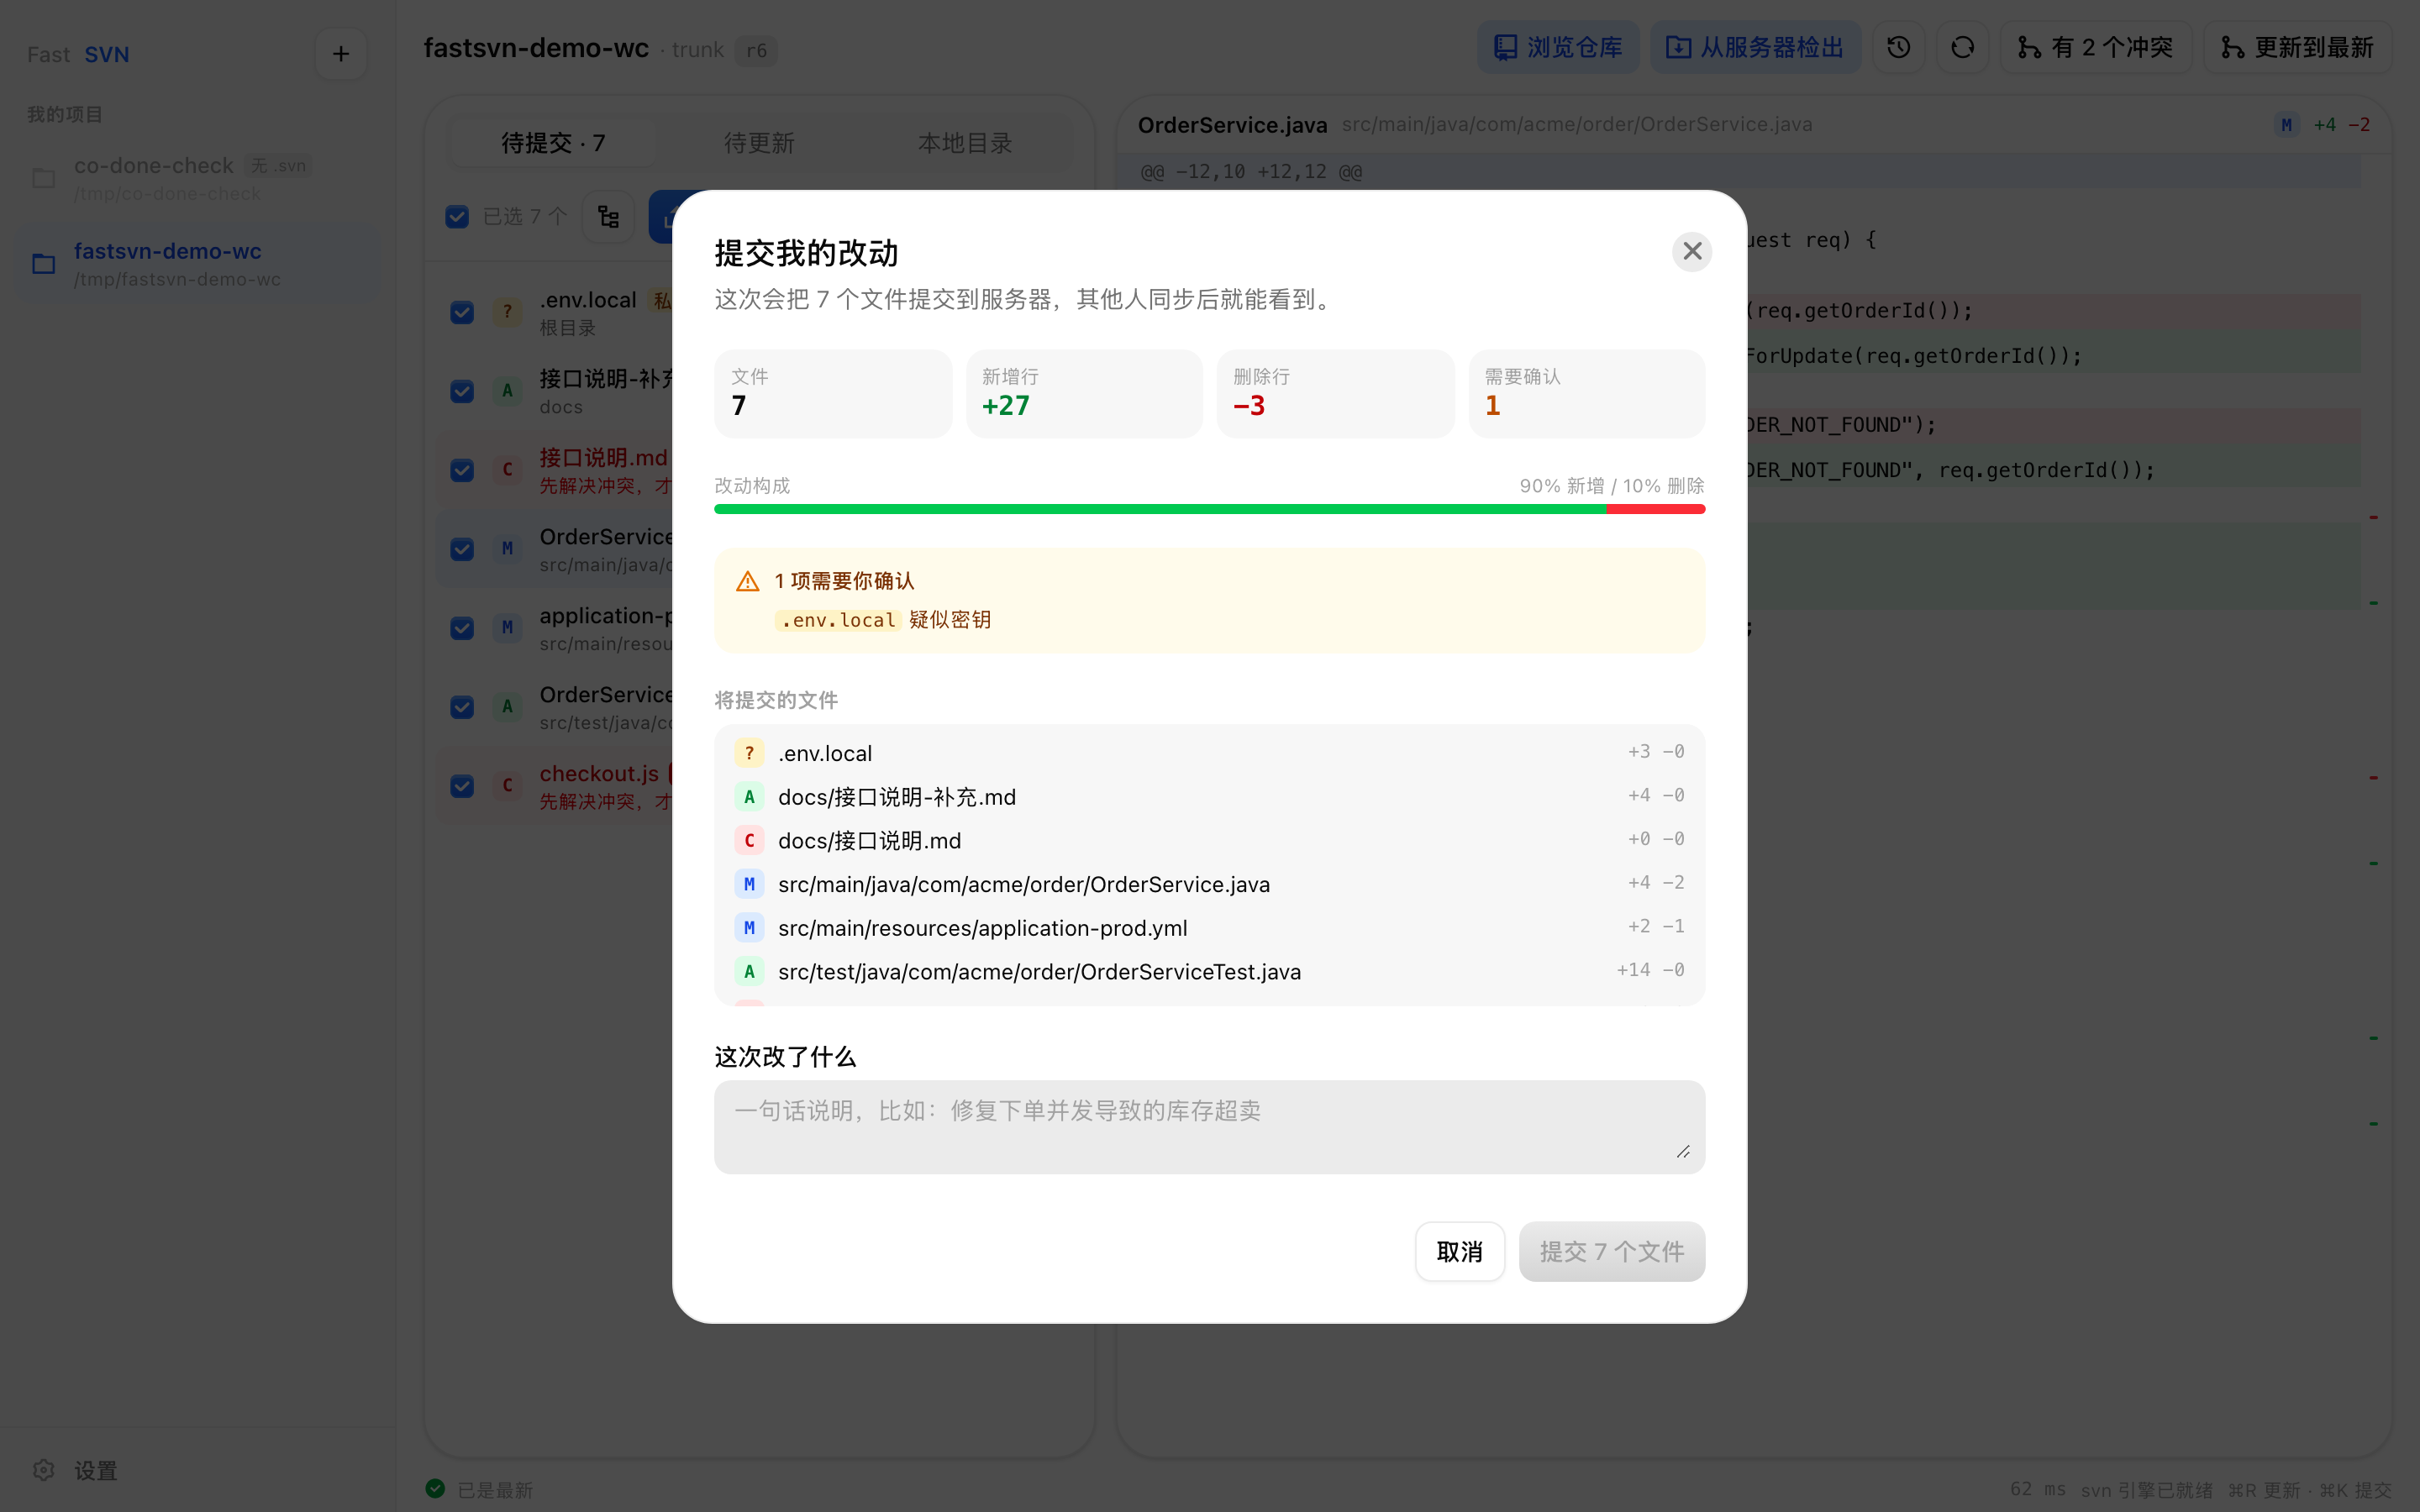 Fast SVN
我的项目
co-done-check 无 .svn
/tmp/co-done-check
fastsvn-demo-wc
/tmp/fastsvn-demo-wc
设置
fastsvn-demo-wc · trunk r6
浏览仓库
从服务器检出
有 2 个冲突
更新到最新
待提交 · 7
待更新
本地目录
已选 7 个
? .env.local 私
根目录
A 接口说明-补充
docs
C 接口说明.md
先解决冲突，才
M OrderService
src/main/java/c
M application-p
src/main/resou
A OrderService
src/test/java/co
C checkout.js
先解决冲突，才
OrderService.java src/main/java/com/acme/order/OrderService.java M +4 −2
@@ −12,10 +12,12 @@
uest req) {
(req.getOrderId());
ForUpdate(req.getOrderId());
DER_NOT_FOUND");
DER_NOT_FOUND", req.getOrderId());
;
提交我的改动
这次会把 7 个文件提交到服务器，其他人同步后就能看到。
文件
7
新增行
+27
删除行
−3
需要确认
1
改动构成
90% 新增 / 10% 删除
1 项需要你确认
.env.local 疑似密钥
将提交的文件
? .env.local +3 −0
A docs/接口说明-补充.md +4 −0
C docs/接口说明.md +0 −0
M src/main/java/com/acme/order/OrderService.java +4 −2
M src/main/resources/application-prod.yml +2 −1
A src/test/java/com/acme/order/OrderServiceTest.java +14 −0
这次改了什么
一句话说明，比如：修复下单并发导致的库存超卖
取消
提交 7 个文件
已是最新
62 ms svn 引擎已就绪 ⌘R 更新 · ⌘K 提交